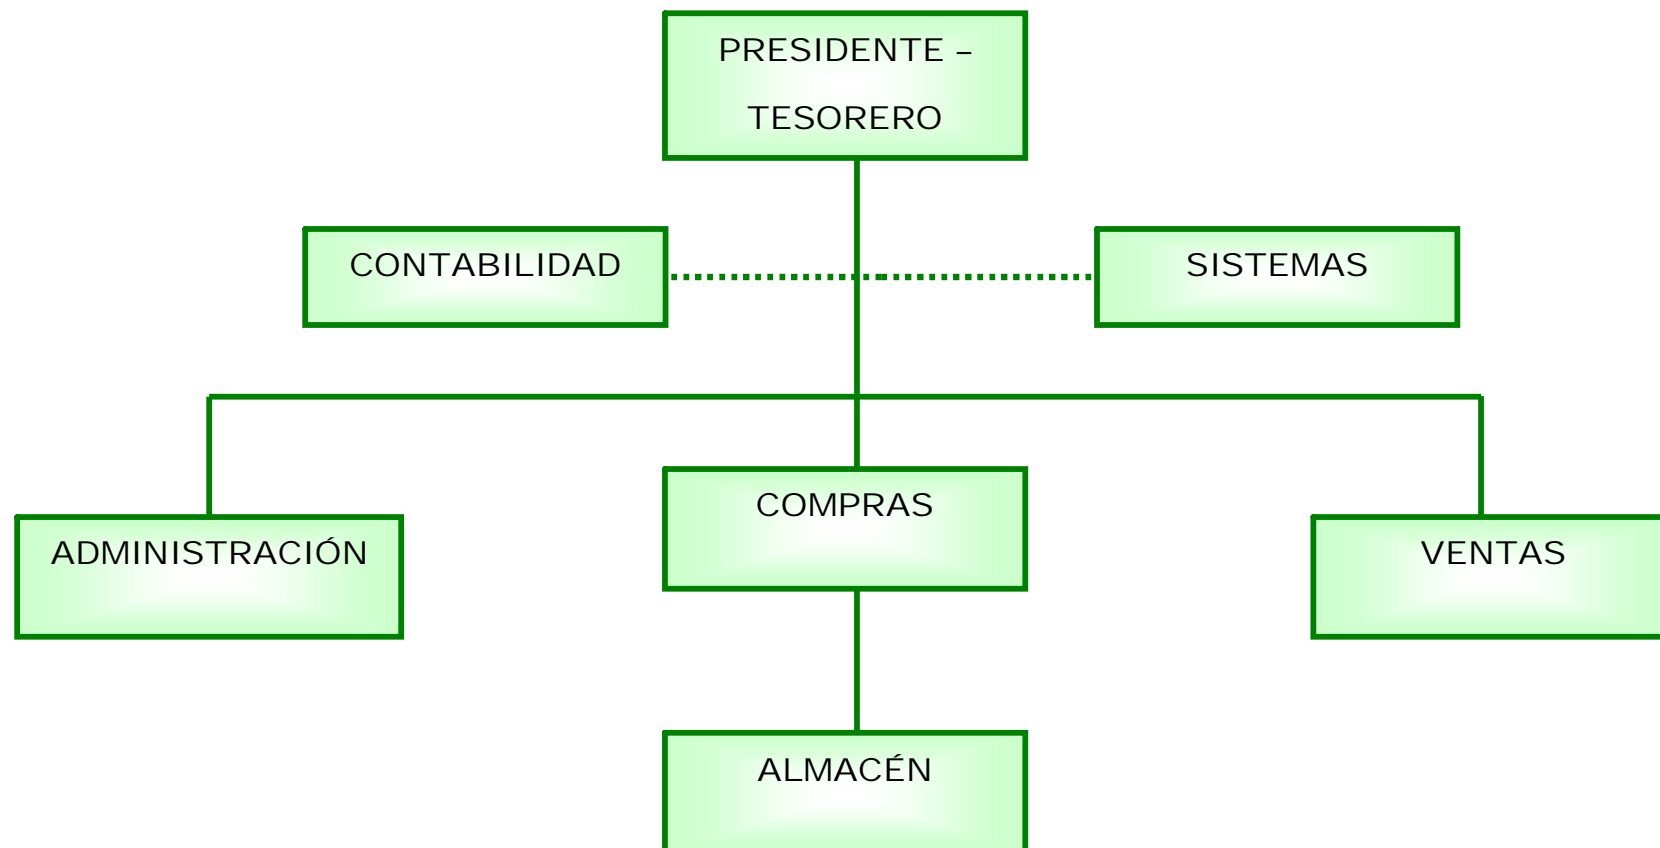 PRESIDENTE –
TESORERO
CONTABILIDAD
SISTEMAS
COMPRAS
ADMINISTRACIÓN
VENTAS
ALMACÉN